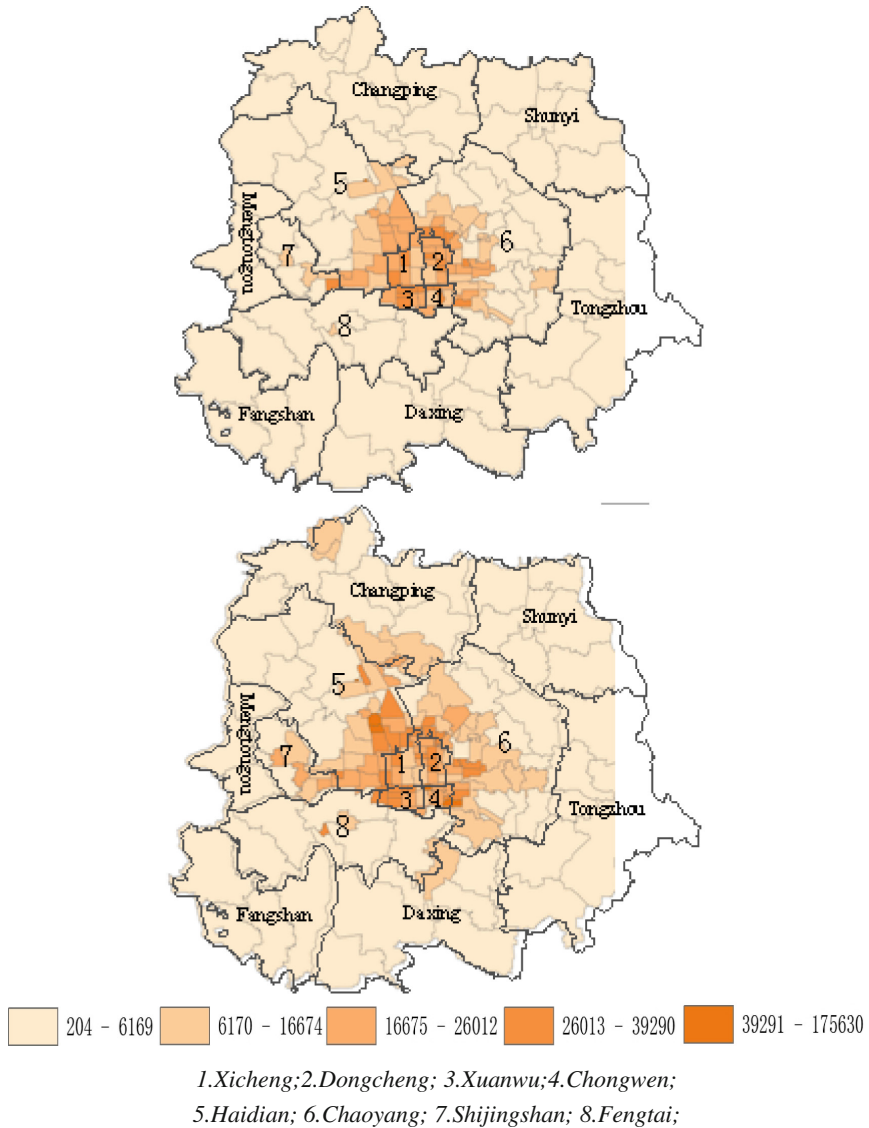 Changping
Shunyi
5
Mengtougou
7
6
1
2
3
4
Tongzhou
8
Fangshan
Daxing
Changping
Shunyi
5
Mengtougou
7
6
1
2
3
4
Tongzhou
8
Fangshan
Daxing
204 - 6169
6170 - 16674
16675 - 26012
26013 - 39290
39291 - 175630
1.Xicheng;2.Dongcheng; 3.Xuanwu;4.Chongwen;
5.Haidian; 6.Chaoyang; 7.Shijingshan; 8.Fengtai;